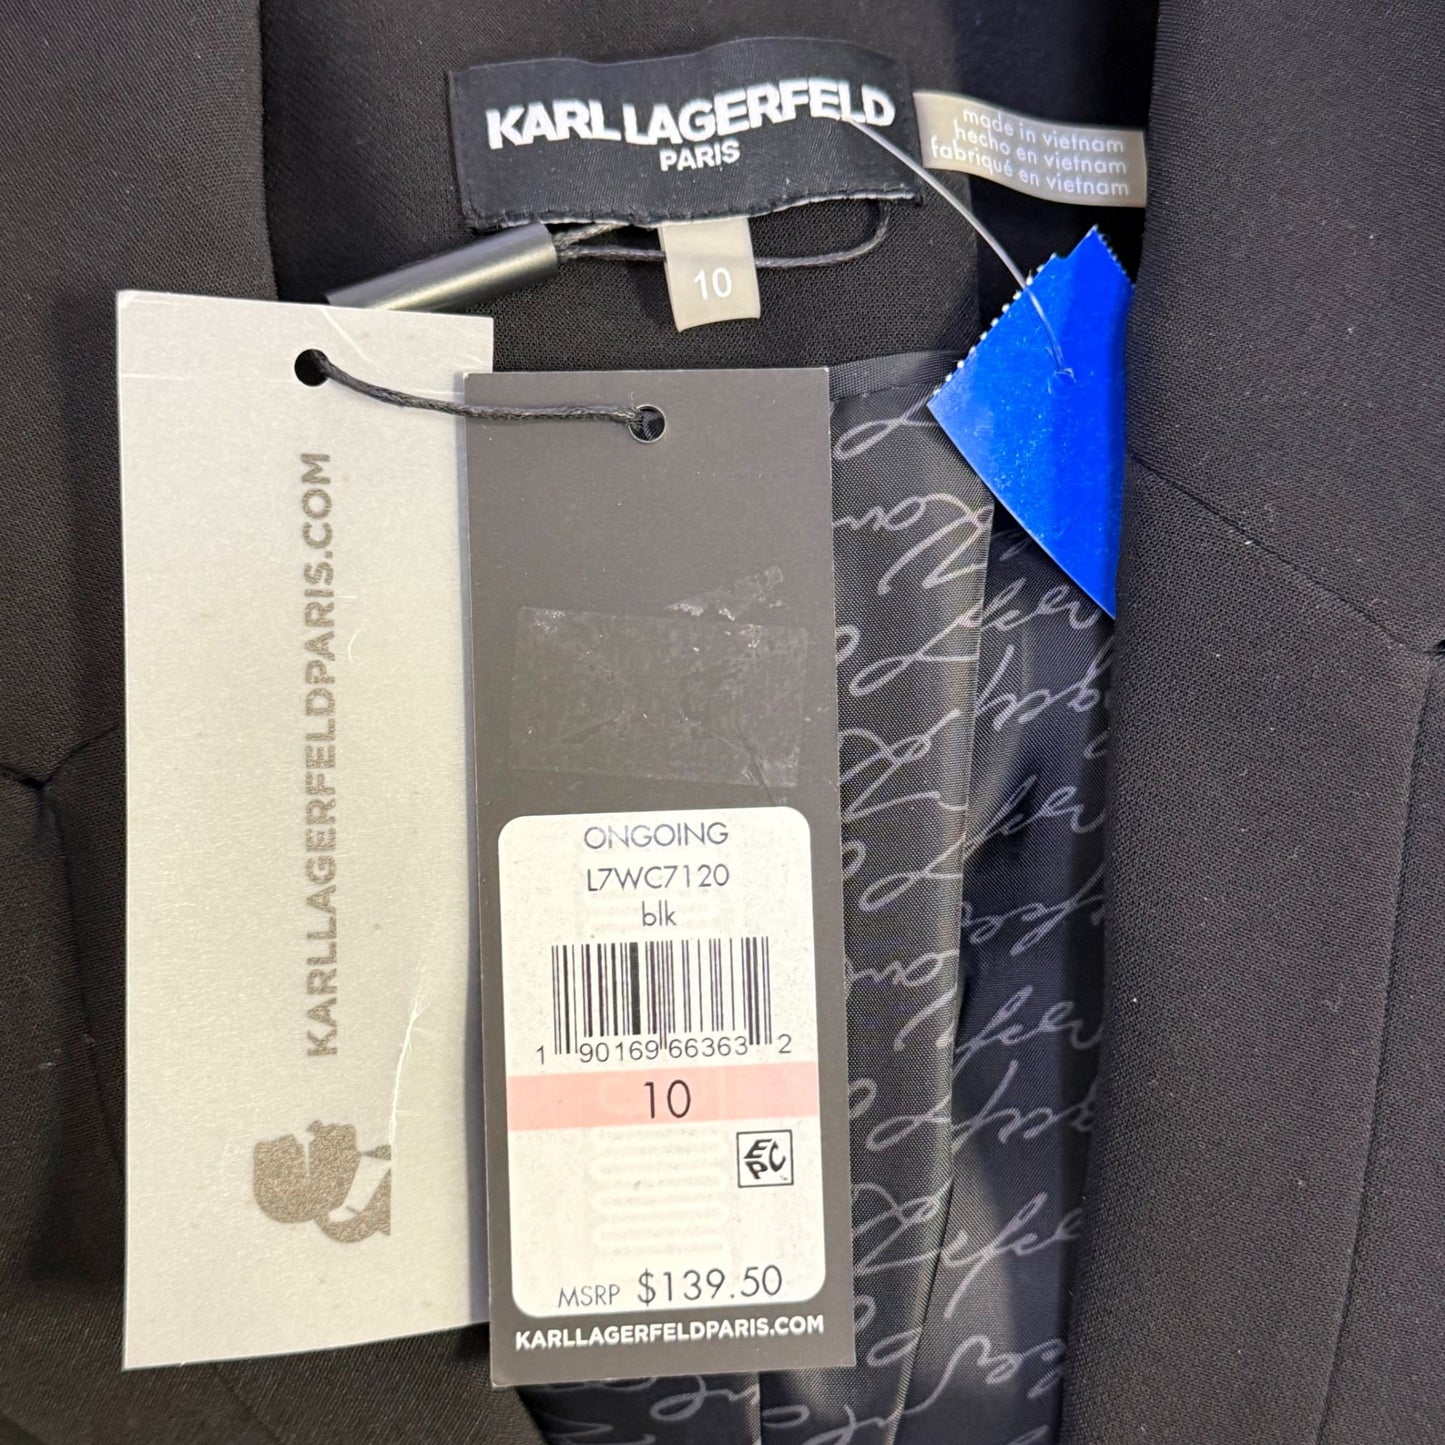 KARL LAGERFELD
PARIS
made in vietnam
hecho en vietnam
fabriqué en vietnam
10
KARLLAGERFELDPARIS.COM
ONGOING
L7WC7120
blk
1 90169 66363 2
10
EPC
MSRP $139.50
KARLLAGERFELDPARIS.COM